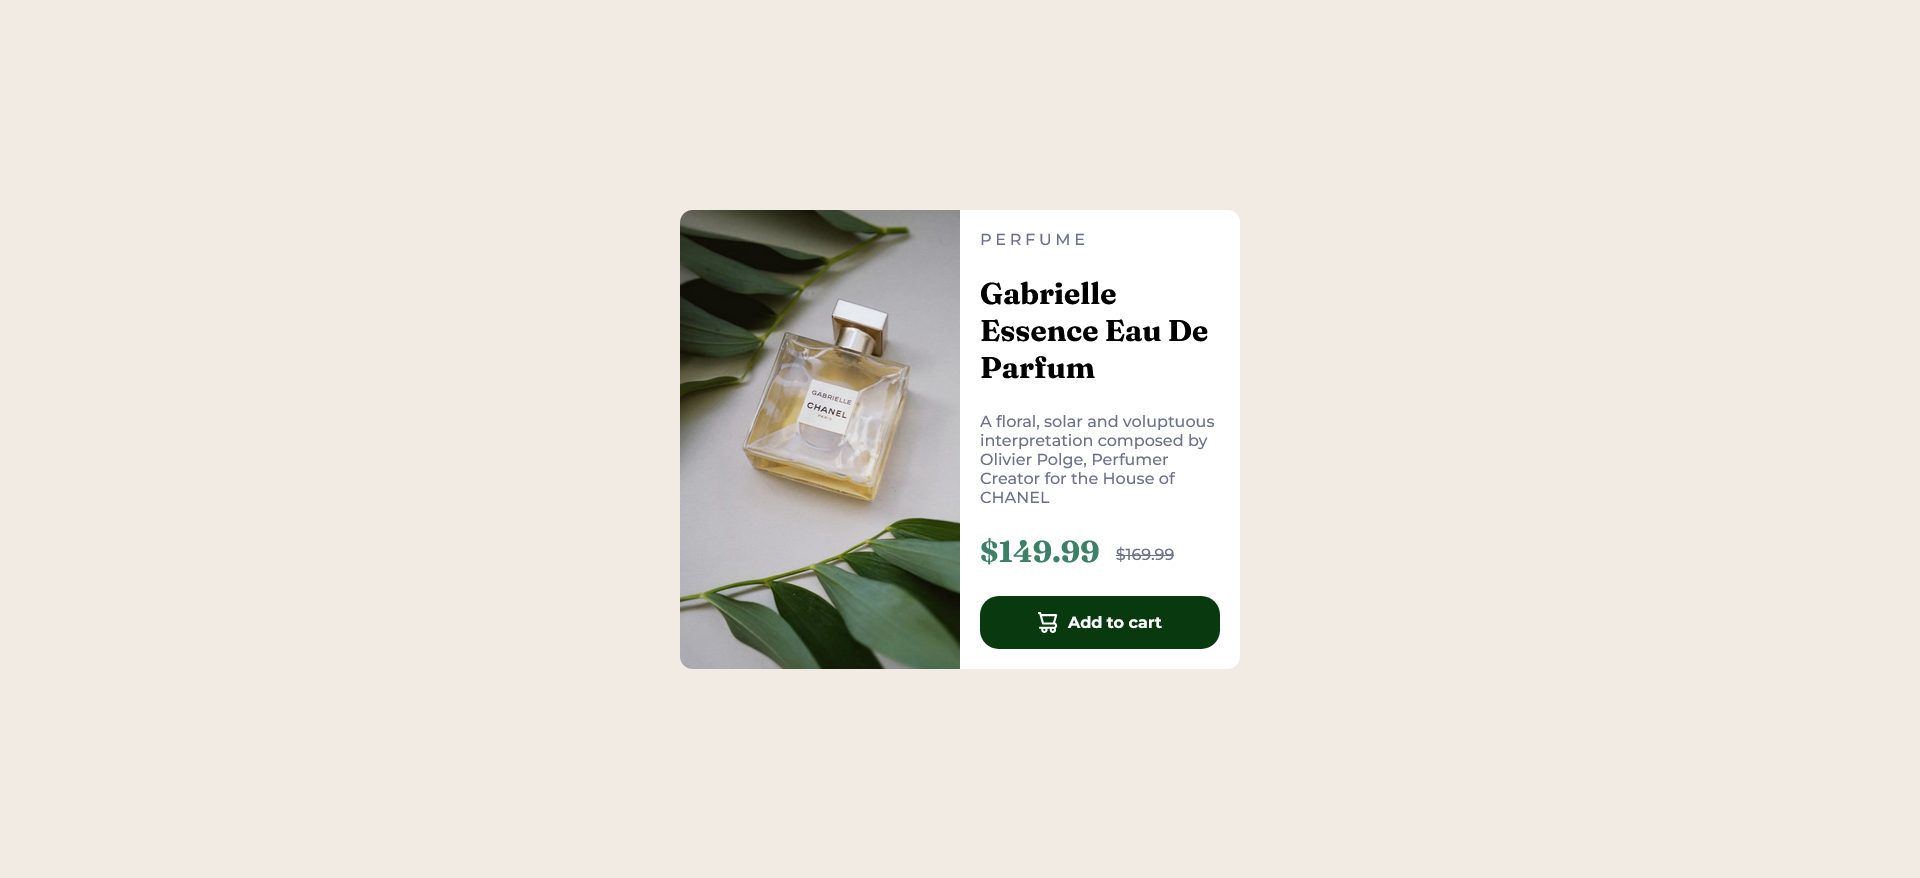 PERFUME
Gabrielle
Essence Eau De
Parfum
A floral, solar and voluptuous
interpretation composed by
Olivier Polge, Perfumer
Creator for the House of
CHANEL
$149.99 $169.99
Add to cart
GABRIELLE
CHANEL
PARIS